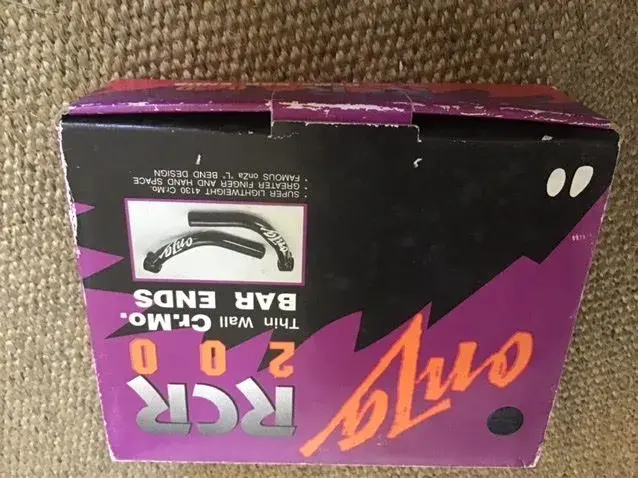 onza
RCR
200
Thin Wall Cr.Mo.
BAR ENDS
onza
onza
· SUPER LIGHTWEIGHT 4130 Cr.Mo.
· GREATER FINGER AND HAND SPACE
· FAMOUS onZa "L" BEND DESIGN